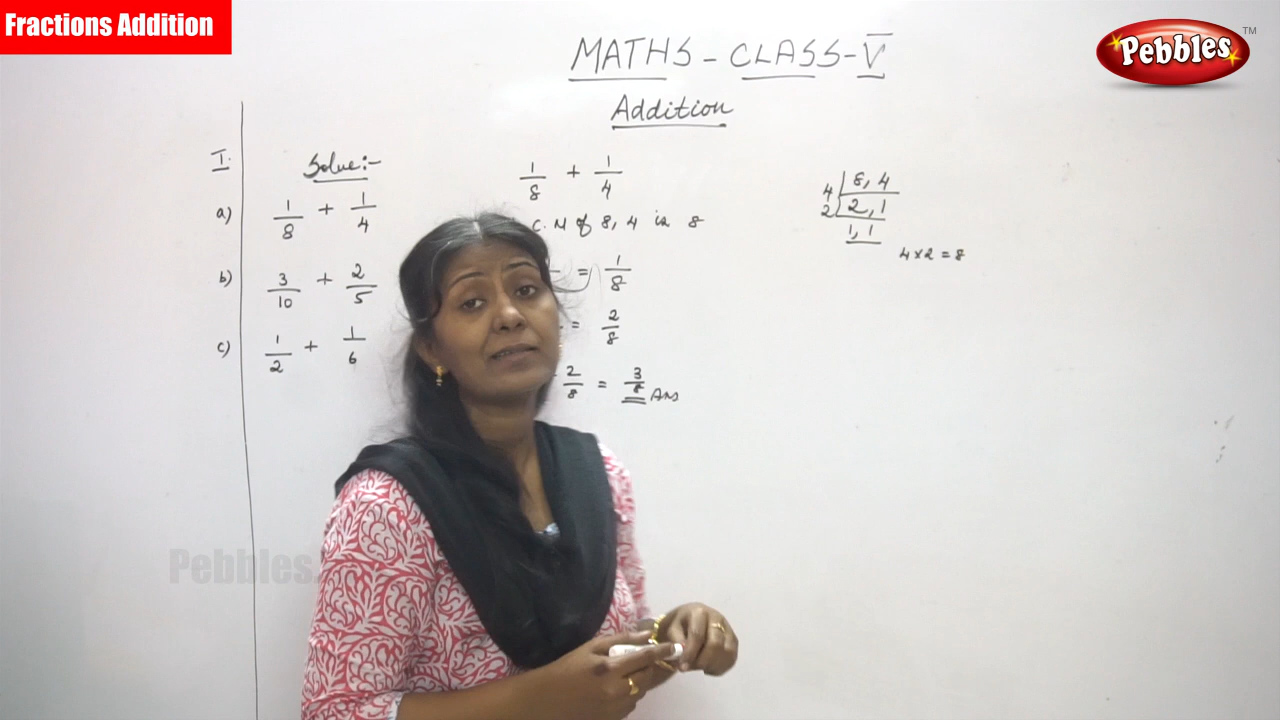 Fractions Addition
Pebbles TM
MATHS - CLASS - V
Addition
I. Solve:-
a) 1/8 + 1/4
b) 3/10 + 2/5
c) 1/2 + 1/6
1/8 + 1/4
C. M of 8, 4 is 8
= 1/8
= 2/8
2/8 = 3/8 Ans
4 | 8, 4
2 | 2, 1
1, 1
4 × 2 = 8
Pebbles